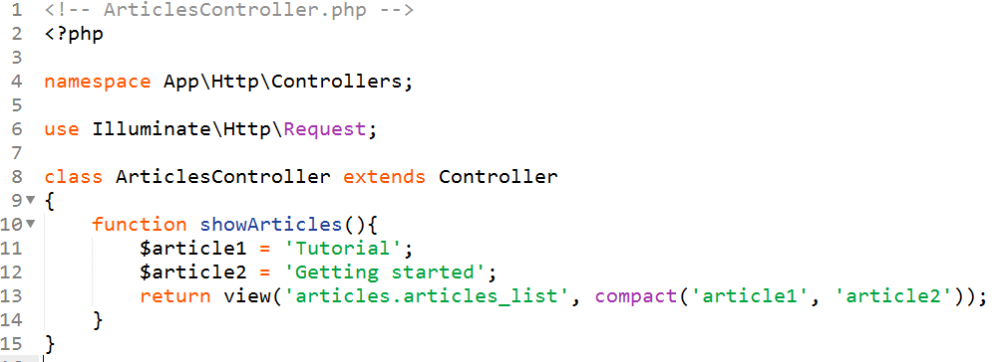 1 <!-- ArticlesController.php -->
2 <?php
3
4 namespace App\Http\Controllers;
5
6 use Illuminate\Http\Request;
7
8 class ArticlesController extends Controller
9 {
10     function showArticles(){
11         $article1 = 'Tutorial';
12         $article2 = 'Getting started';
13         return view('articles.articles_list', compact('article1', 'article2'));
14     }
15 }